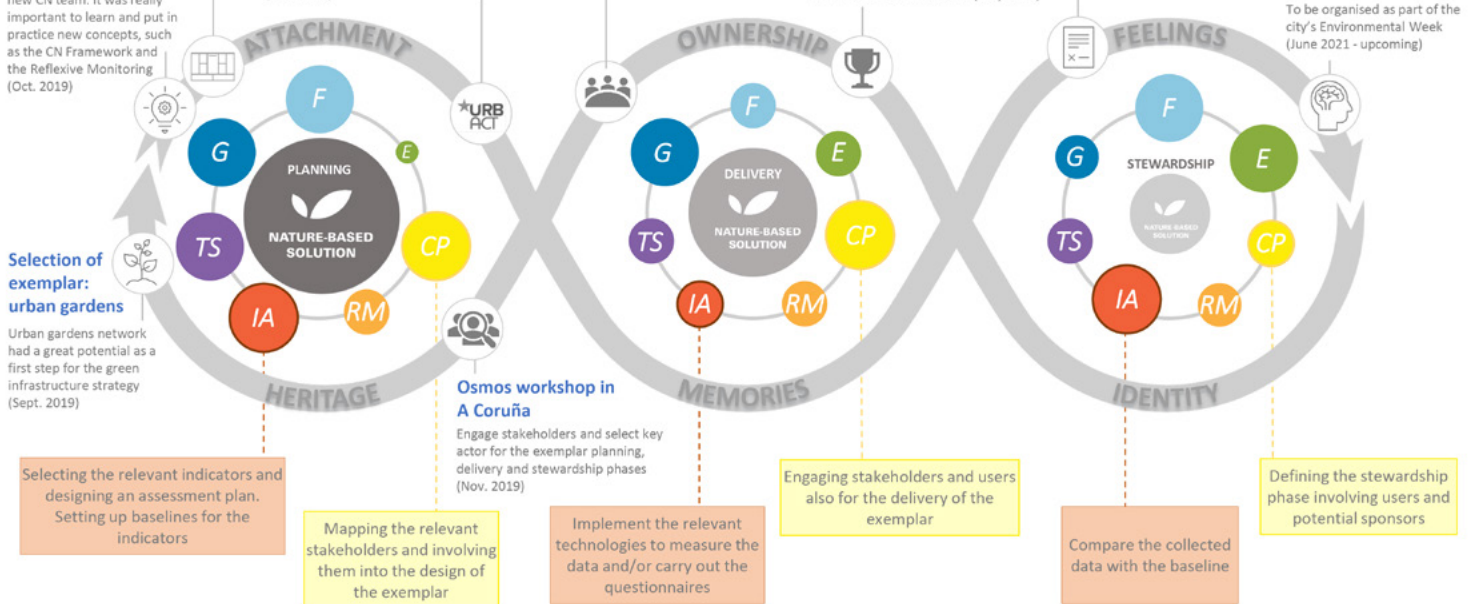 new CN team. It was really
important to learn and put in
practice new concepts, such
as the CN Framework and
the Reflexive Monitoring
(Oct. 2019)
To be organised as part of the
city's Environmental Week
(June 2021 - upcoming)
ATTACHMENT
OWNERSHIP
FEELINGS
URB
ACT
F
G
E
PLANNING
NATURE-BASED
SOLUTION
TS
CP
IA
RM
F
G
E
DELIVERY
NATURE-BASED
SOLUTION
TS
CP
IA
RM
F
G
E
STEWARDSHIP
NATURE-BASED
SOLUTION
TS
CP
IA
RM
Selection of
exemplar:
urban gardens
Urban gardens network
had a great potential as a
first step for the green
infrastructure strategy
(Sept. 2019)
HERITAGE
MEMORIES
IDENTITY
Osmos workshop in
A Coruña
Engage stakeholders and select key
actor for the exemplar planning,
delivery and stewardship phases
(Nov. 2019)
Selecting the relevant indicators and
designing an assessment plan.
Setting up baselines for the
indicators
Mapping the relevant
stakeholders and involving
them into the design of
the exemplar
Implement the relevant
technologies to measure the
data and/or carry out the
questionnaires
Engaging stakeholders and users
also for the delivery of the
exemplar
Compare the collected
data with the baseline
Defining the stewardship
phase involving users and
potential sponsors